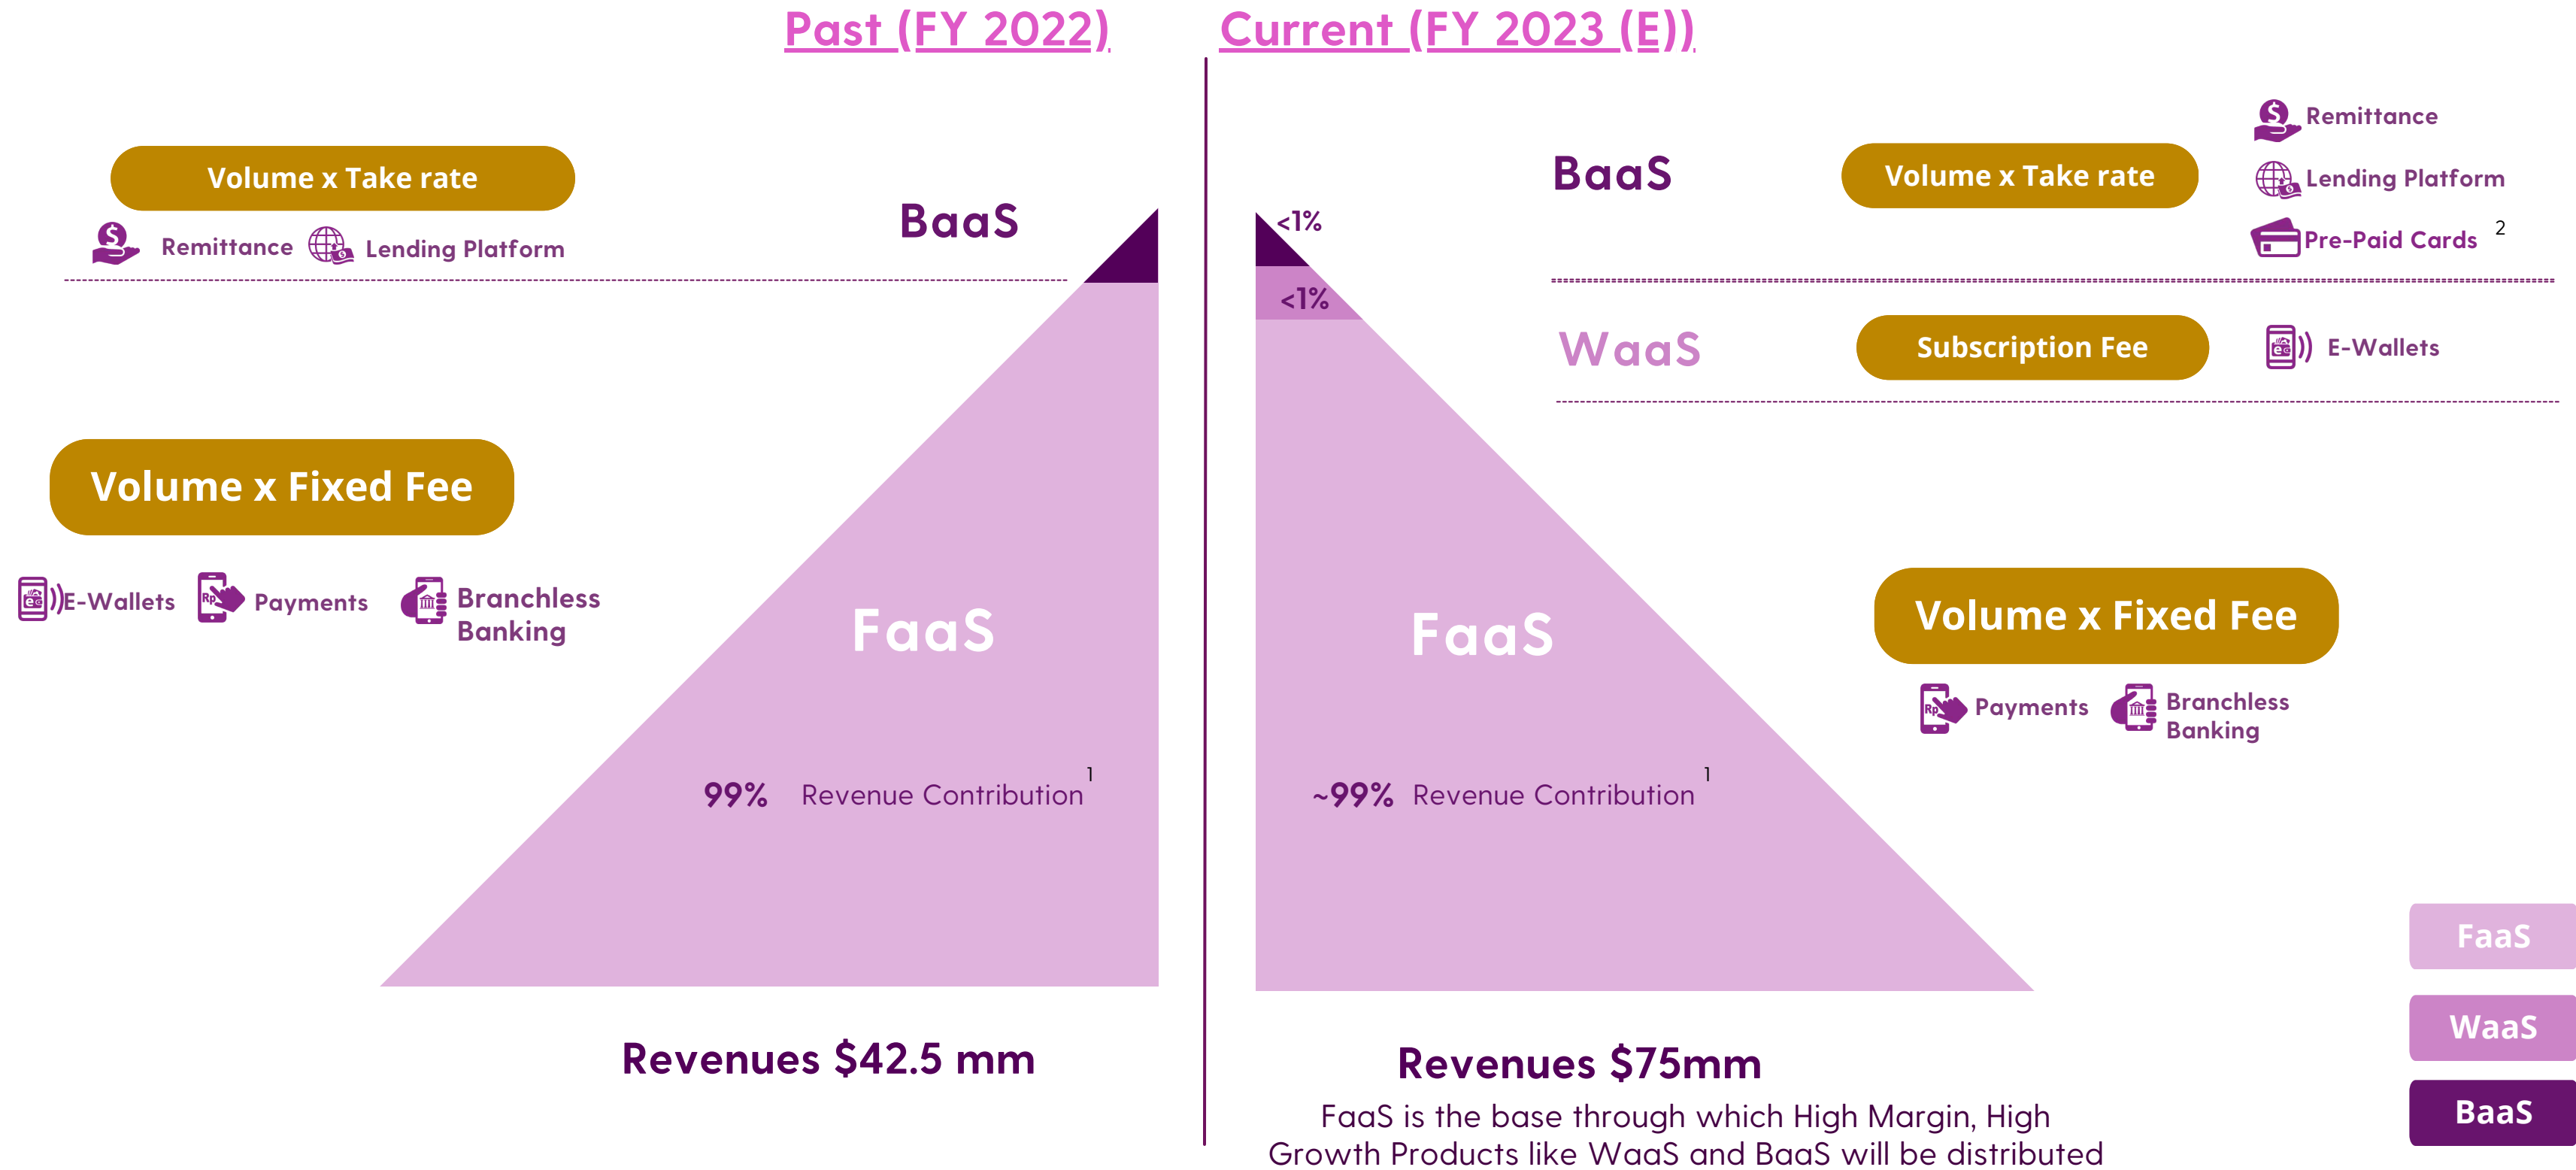 Past (FY 2022)
Volume x Take rate
Remittance
Lending Platform
BaaS
Volume x Fixed Fee
E-Wallets
Payments
Branchless
Banking
FaaS
99% Revenue Contribution 1
Revenues $42.5 mm
Current (FY 2023 (E))
<1%
<1%
BaaS
Volume x Take rate
Remittance
Lending Platform
Pre-Paid Cards 2
WaaS
Subscription Fee
E-Wallets
FaaS
Volume x Fixed Fee
Payments
Branchless
Banking
~99% Revenue Contribution 1
Revenues $75mm
FaaS is the base through which High Margin, High
Growth Products like WaaS and BaaS will be distributed
FaaS
WaaS
BaaS